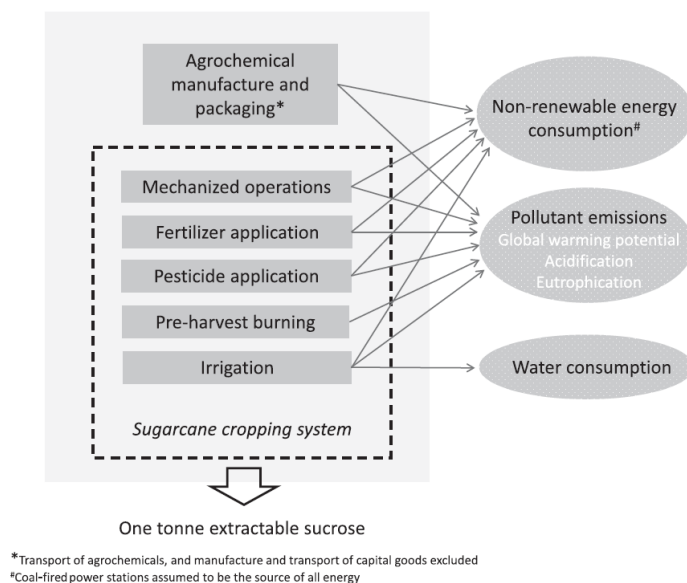 Agrochemical
manufacture and
packaging*
Non-renewable energy
consumption#
Mechanized operations
Fertilizer application
Pesticide application
Pre-harvest burning
Irrigation
Sugarcane cropping system
Pollutant emissions
Global warming potential
Acidification
Eutrophication
Water consumption
One tonne extractable sucrose
*Transport of agrochemicals, and manufacture and transport of capital goods excluded
#Coal-fired power stations assumed to be the source of all energy